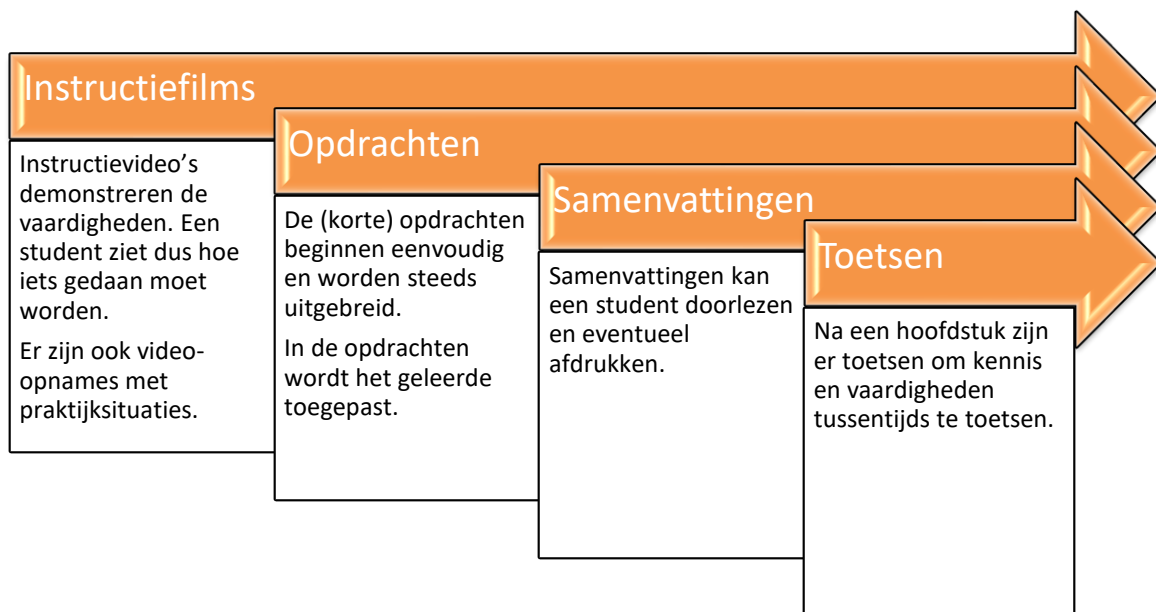 Instructiefilms
Instructievideo’s
demonstreren de
vaardigheden. Een
student ziet dus hoe
iets gedaan moet
worden.
Er zijn ook video-
opnames met
praktijksituaties.
Opdrachten
De (korte) opdrachten
beginnen eenvoudig
en worden steeds
uitgebreid.
In de opdrachten
wordt het geleerde
toegepast.
Samenvattingen
Samenvattingen kan
een student doorlezen
en eventueel
afdrukken.
Toetsen
Na een hoofdstuk zijn
er toetsen om kennis
en vaardigheden
tussentijds te toetsen.